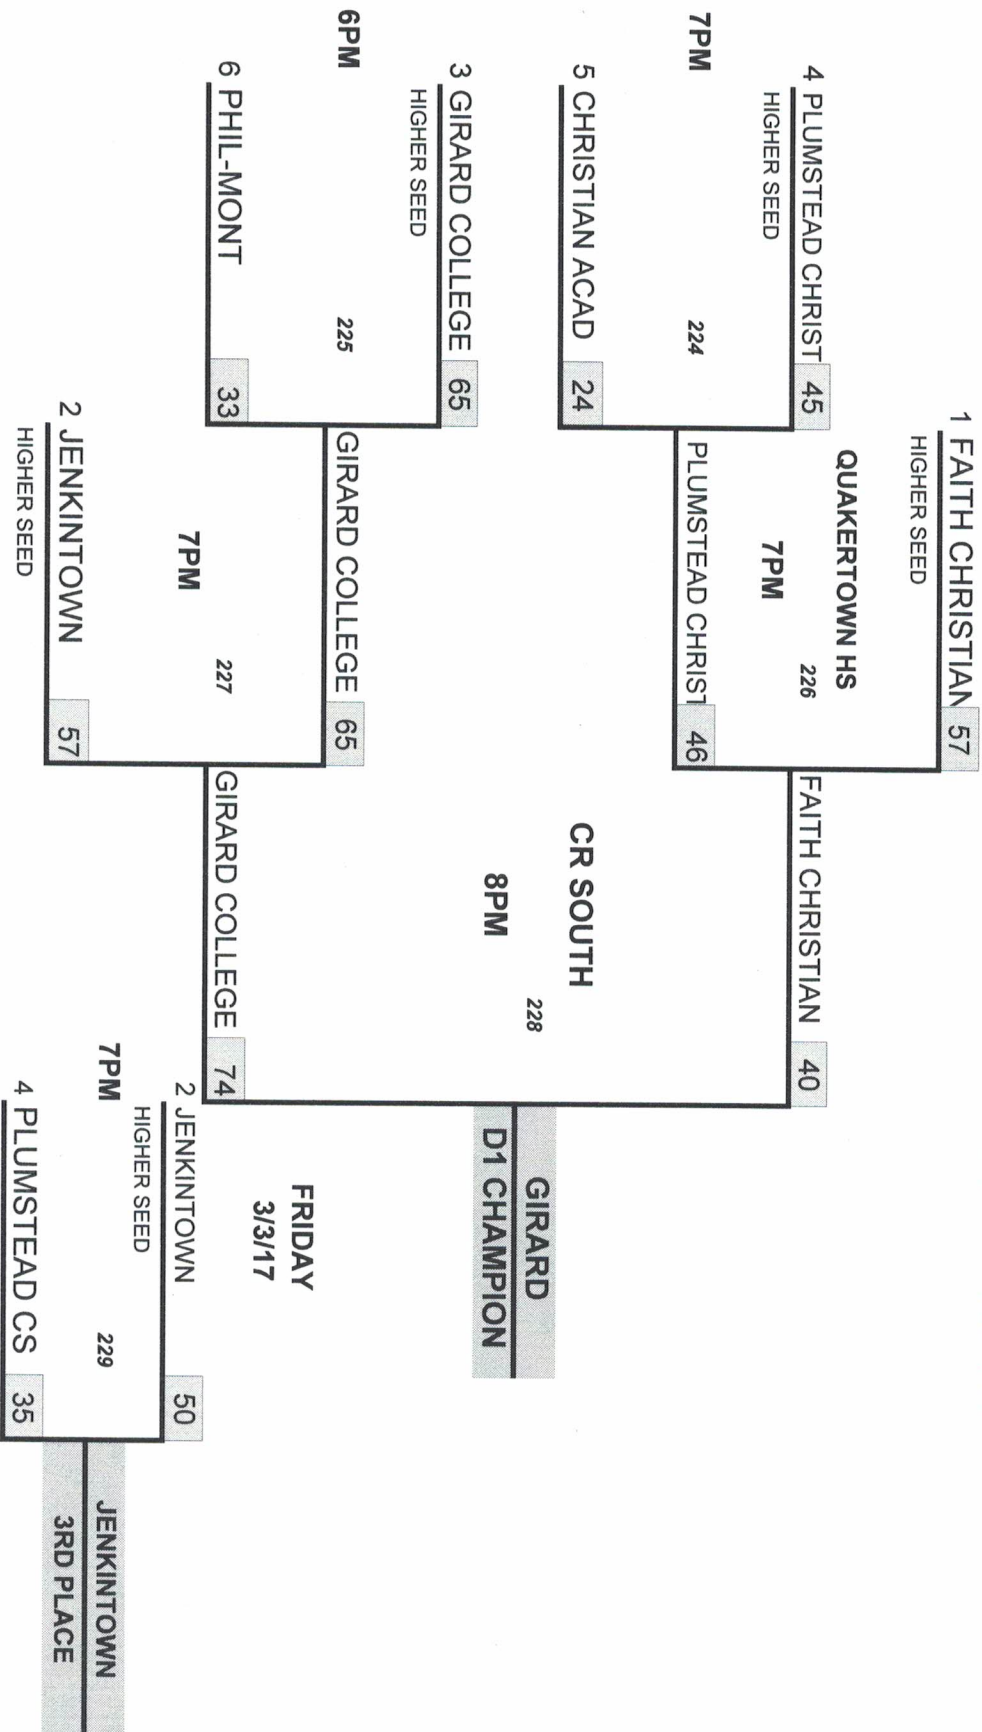 1 FAITH CHRISTIAN 57
HIGHER SEED
QUAKERTOWN HS
7PM
226
4 PLUMSTEAD CHRIST 45
HIGHER SEED
7PM
224
5 CHRISTIAN ACAD 24
PLUMSTEAD CHRIST 46
FAITH CHRISTIAN 40
CR SOUTH
8PM
228
GIRARD
D1 CHAMPION
3 GIRARD COLLEGE 65
HIGHER SEED
6PM
225
6 PHIL-MONT 33
GIRARD COLLEGE 65
7PM
227
2 JENKINTOWN 57
HIGHER SEED
GIRARD COLLEGE 74
FRIDAY
3/3/17
2 JENKINTOWN 50
HIGHER SEED
7PM
229
4 PLUMSTEAD CS 35
JENKINTOWN
3RD PLACE